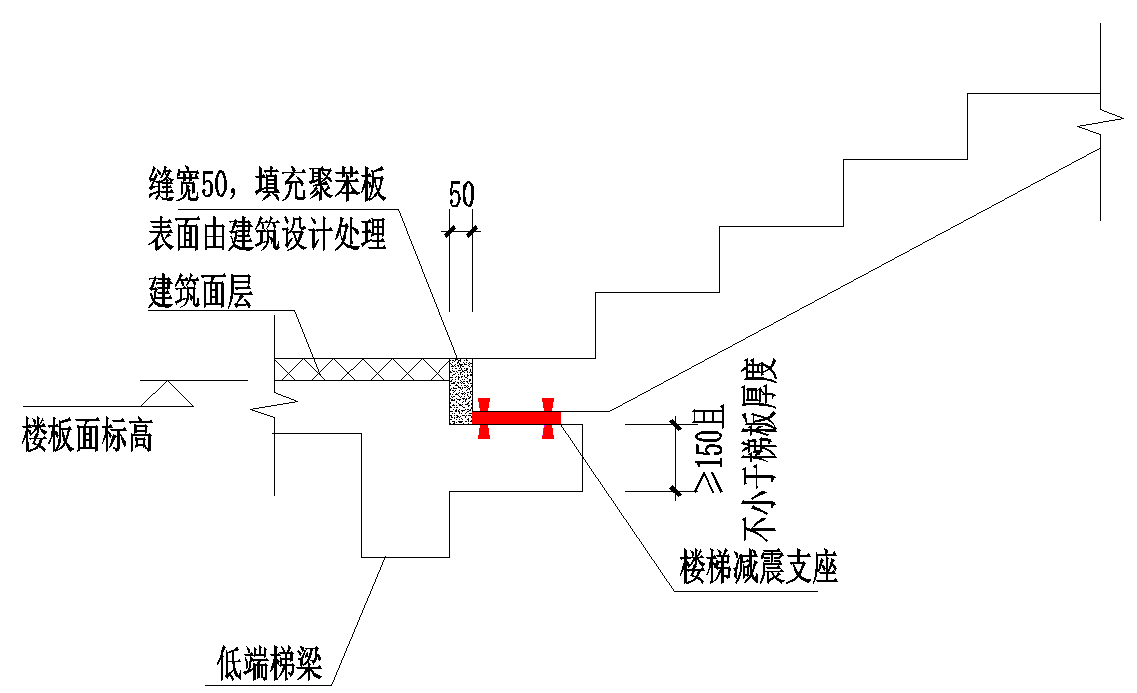 缝宽50，填充聚苯板
表面由建筑设计处理
50
建筑面层
楼板面标高
≥150且
不小于梯板厚度
楼梯减震支座
低端梯梁